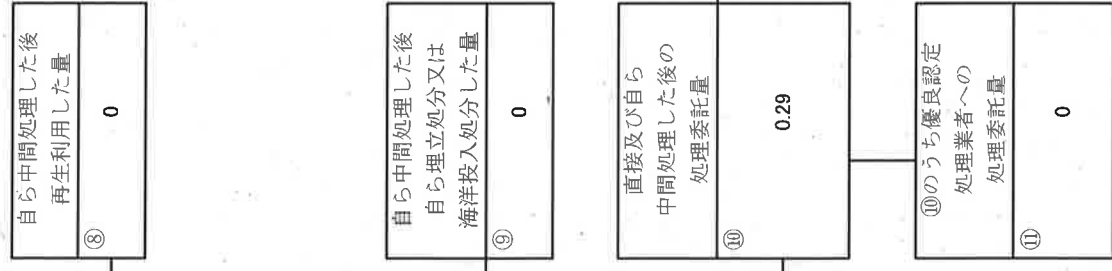 自ら中間処理した後
再生利用した量
⑧
0
自ら中間処理した後
自ら埋立処分又は
海洋投入処分した量
⑨
0
直接及び自ら
中間処理した後の
処理委託量
⑩
0.29
⑩のうち優良認定
処理業者への
処理委託量
⑪
0